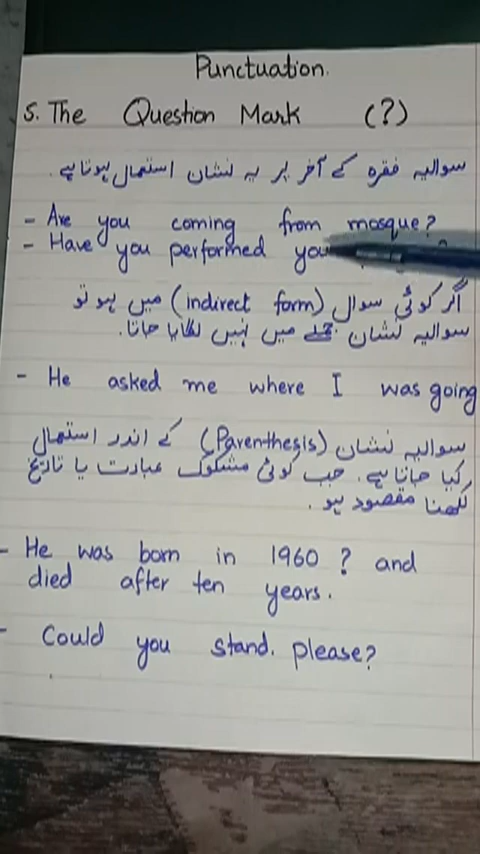 Punctuation.
5. The Question Mark (?)
سوالیہ فقرہ کے آخر پر یہ نشان استعمال ہوتا ہے.
- Are you coming from mosque?
- Have you performed you
اگر کوئی سوال (indirect form) میں ہو تو
سوالیہ نشان جملے میں نہیں لگایا جاتا.
- He asked me where I was going
سوالیہ نشان (Parenthesis) کے اندر استعمال
کیا جاتا ہے. جب کوئی مشکوک عبارت یا تاریخ
لکھنا مقصود ہو.
- He was born in 1960 ? and
died after ten years.
- Could you stand. please?